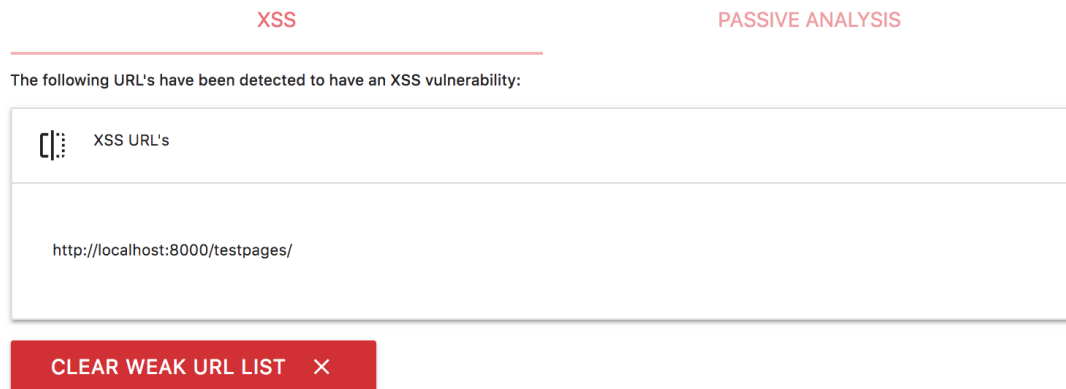 XSS
PASSIVE ANALYSIS
The following URL's have been detected to have an XSS vulnerability:
XSS URL's
http://localhost:8000/testpages/
CLEAR WEAK URL LIST ×